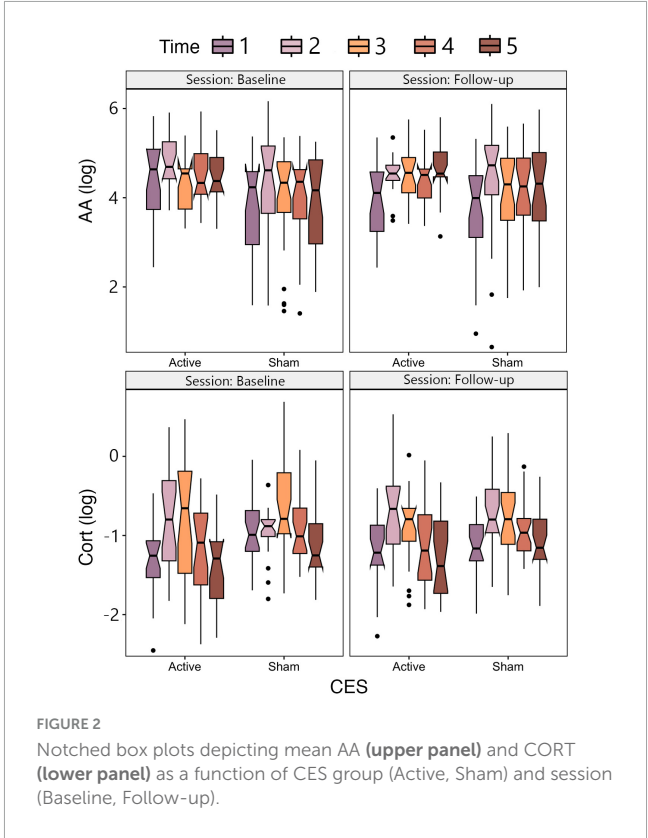 Time 1 2 3 4 5
Session: Baseline Session: Follow-up
6
4
2
AA (log)
Active Sham Active Sham
Session: Baseline Session: Follow-up
0
-1
-2
Cort (log)
Active Sham Active Sham
CES
FIGURE 2
Notched box plots depicting mean AA (upper panel) and CORT
(lower panel) as a function of CES group (Active, Sham) and session
(Baseline, Follow-up).